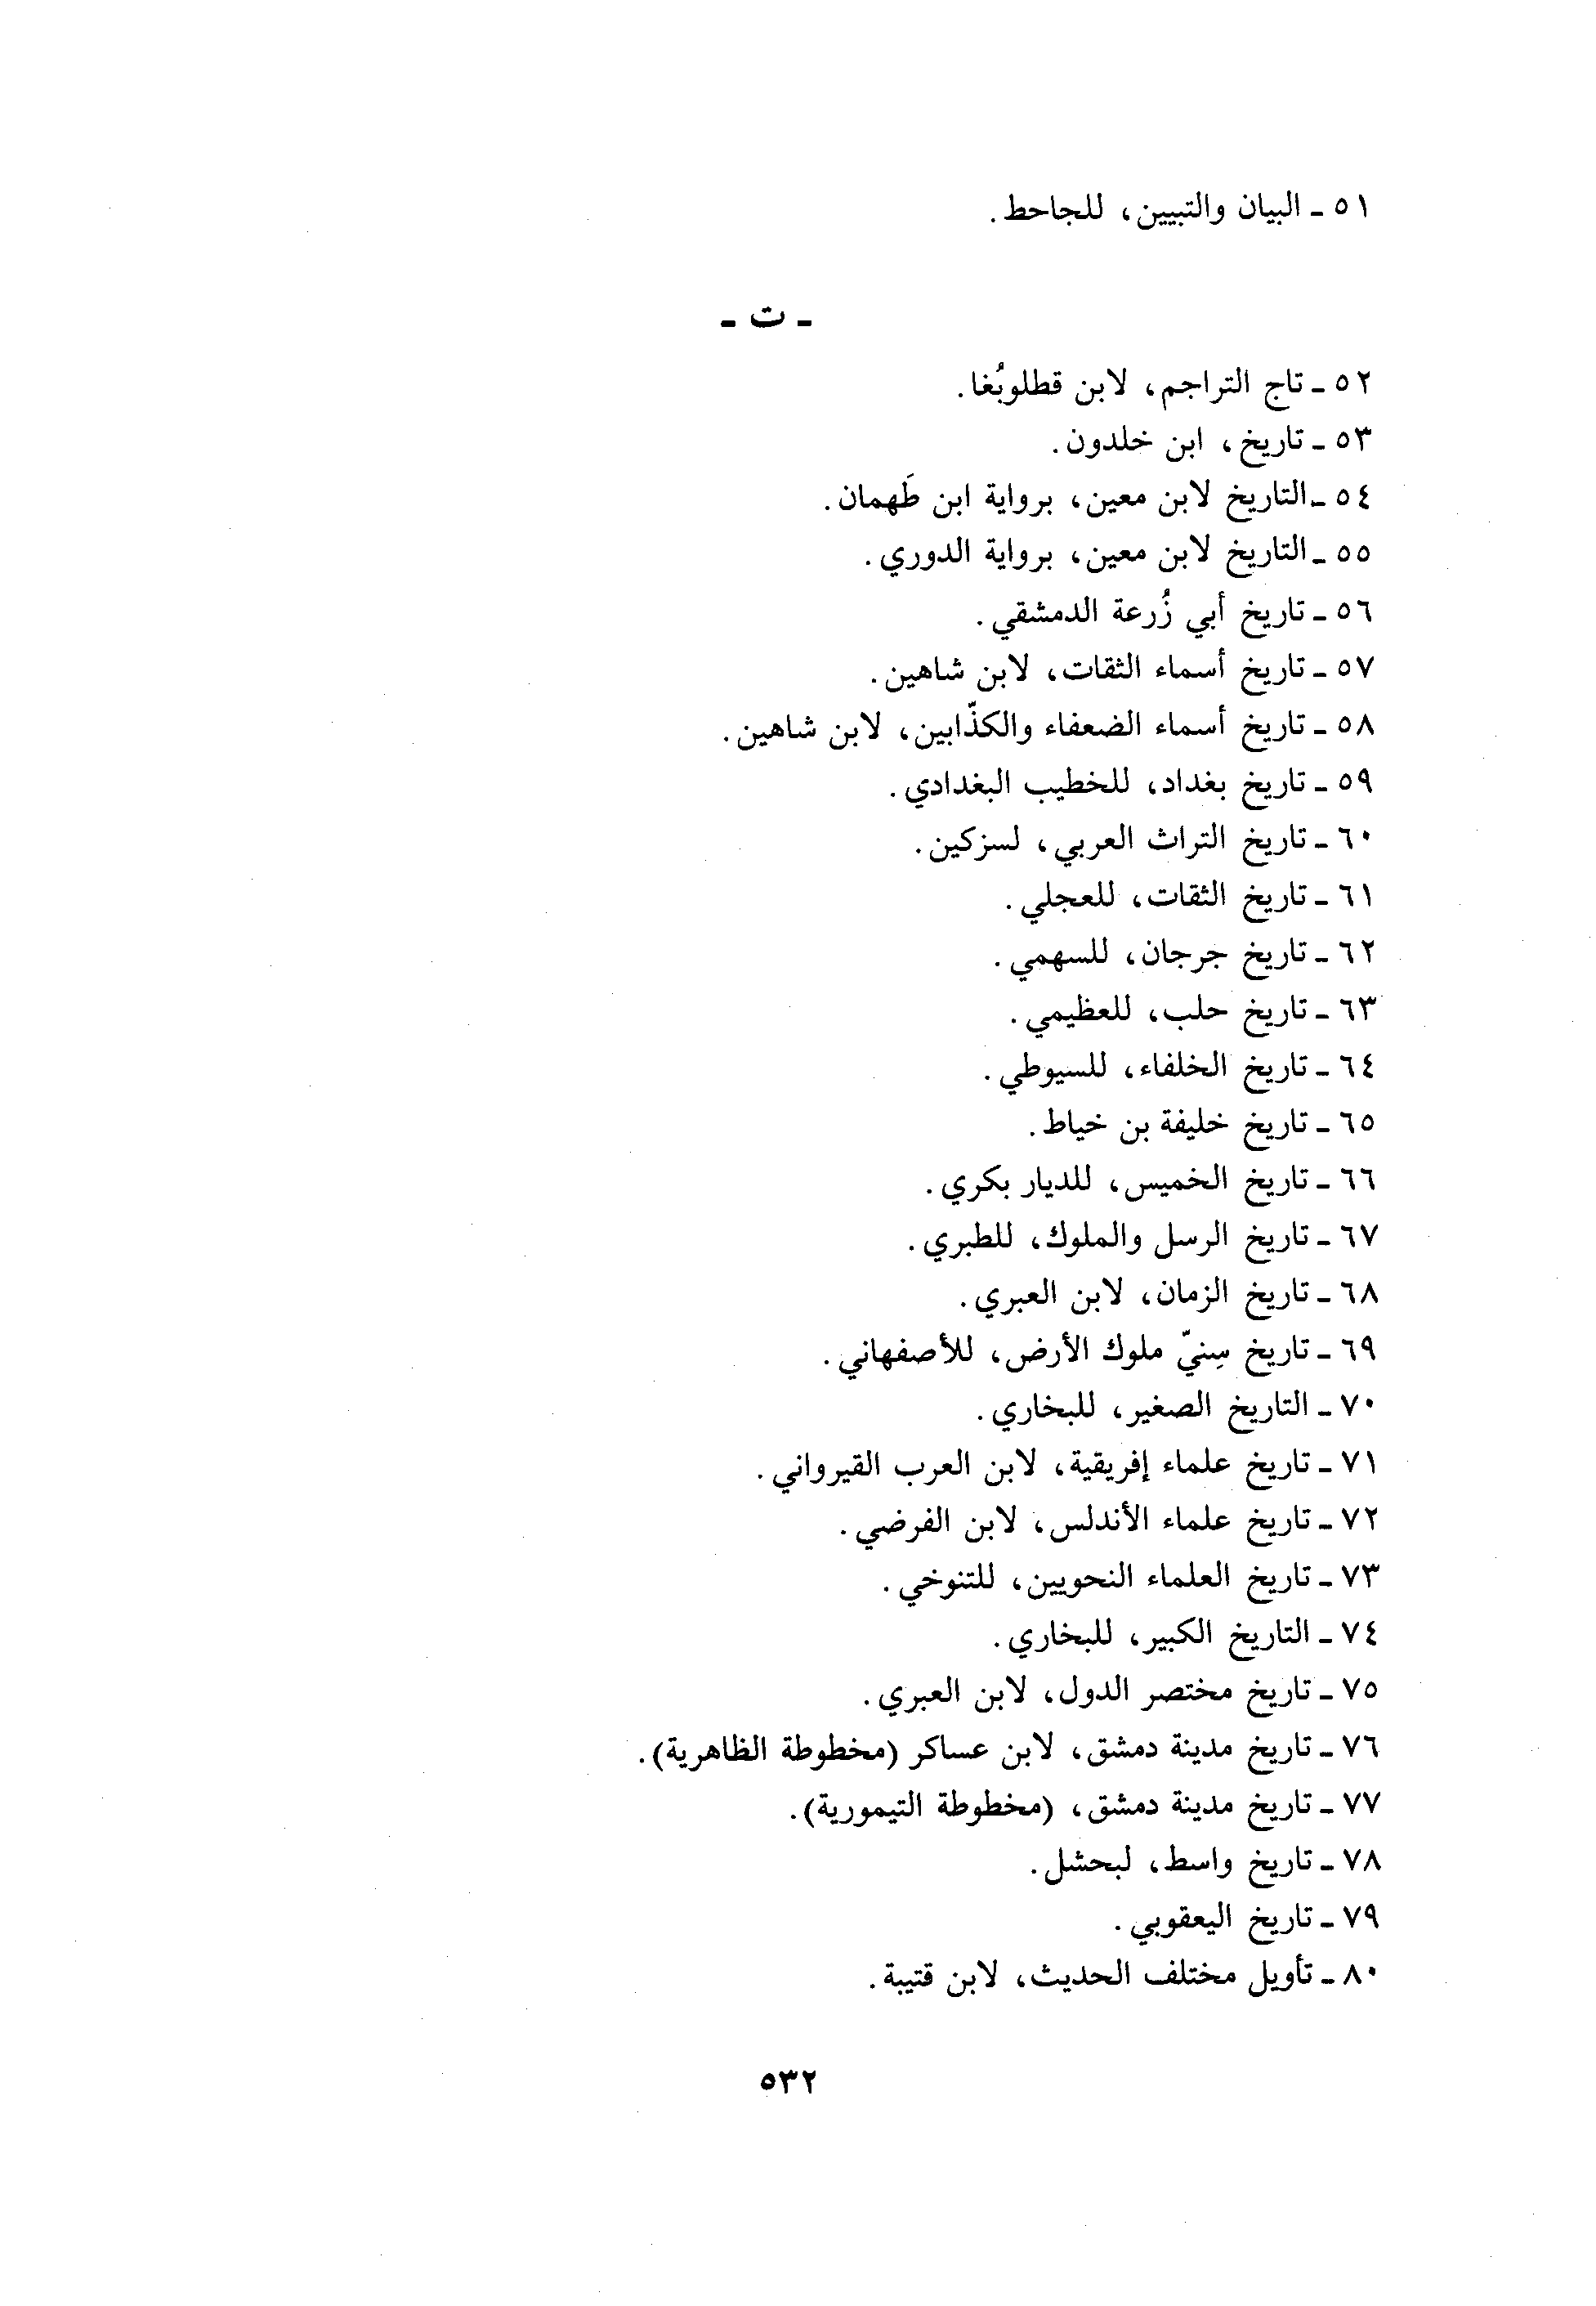 ٥١ ـ البيان والتبيين، للجاحط.
ـ ت ـ
٥٢ ـ تاج التراجم، لابن قطلوبُغا.
٥٣ ـ تاريخ، ابن خلدون.
٥٤ ـ التاريخ لابن معين، برواية ابن طَهمان.
٥٥ ـ التاريخ لابن معين، برواية الدوري.
٥٦ ـ تاريخ أبي زُرعة الدمشقي.
٥٧ ـ تاريخ أسماء الثقات، لابن شاهين.
٥٨ ـ تاريخ أسماء الضعفاء والكذّابين، لابن شاهين.
٥٩ ـ تاريخ بغداد، للخطيب البغدادي.
٦٠ ـ تاريخ التراث العربي، لسزكين.
٦١ ـ تاريخ الثقات، للعجلي.
٦٢ ـ تاريخ جرجان، للسهمي.
٦٣ ـ تاريخ حلب، للعظيمي.
٦٤ ـ تاريخ الخلفاء، للسيوطي.
٦٥ ـ تاريخ خليفة بن خياط.
٦٦ ـ تاريخ الخميس، للديار بكري.
٦٧ ـ تاريخ الرسل والملوك، للطبري.
٦٨ ـ تاريخ الزمان، لابن العبري.
٦٩ ـ تاريخ سِنيّ ملوك الأرض، للأصفهاني.
٧٠ ـ التاريخ الصغير، للبخاري.
٧١ ـ تاريخ علماء إفريقية، لابن العرب القيرواني.
٧٢ ـ تاريخ علماء الأندلس، لابن الفرضي.
٧٣ ـ تاريخ العلماء النحويين، للتنوخي.
٧٤ ـ التاريخ الكبير، للبخاري.
٧٥ ـ تاريخ مختصر الدول، لابن العبري.
٧٦ ـ تاريخ مدينة دمشق، لابن عساكر (مخطوطة الظاهرية).
٧٧ ـ تاريخ مدينة دمشق، (مخطوطة التيمورية).
٧٨ ـ تاريخ واسط، لبحشل.
٧٩ ـ تاريخ اليعقوبي.
٨٠ ـ تأويل مختلف الحديث، لابن قتيبة.
٥٣٢